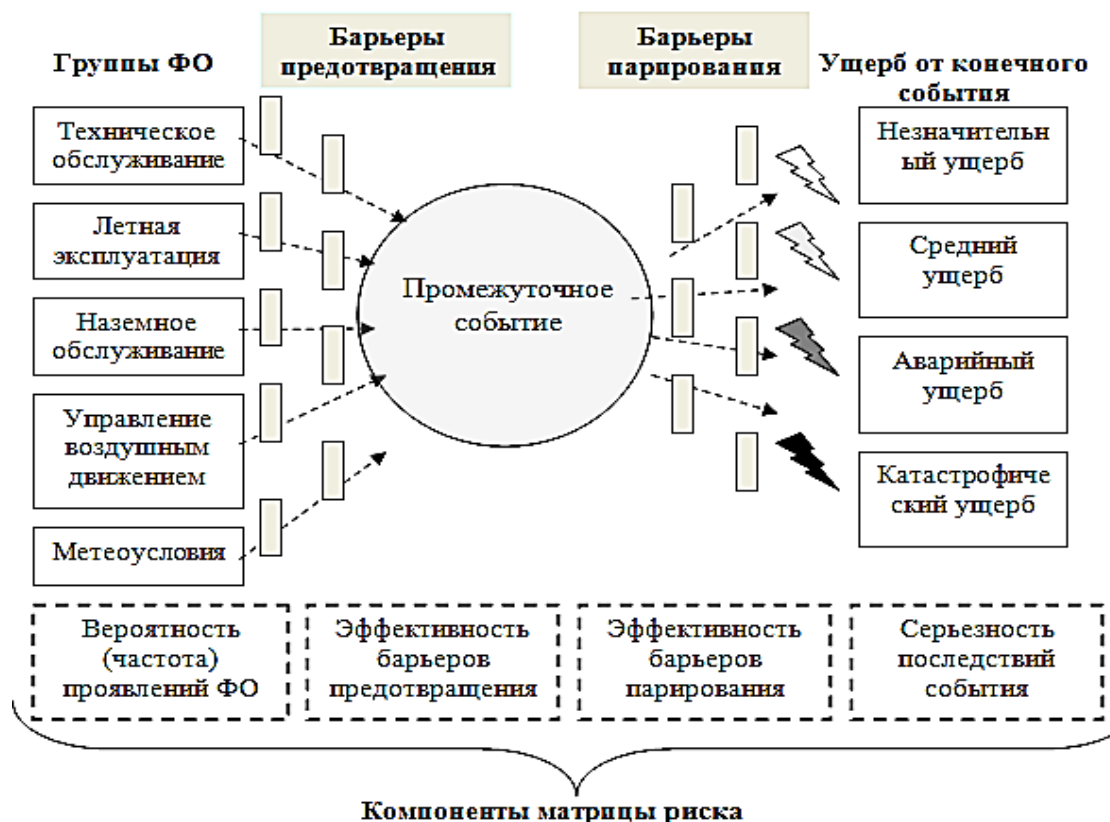 Группы ФО
Барьеры
предотвращения
Барьеры
парирования
Ущерб от конечного
события
Техническое
обслуживание
Летная
эксплуатация
Наземное
обслуживание
Управление
воздушным
движением
Метеоусловия
Промежуточное
событие
Незначительн
ый ущерб
Средний
ущерб
Аварийный
ущерб
Катастрофиче
ский ущерб
Вероятность
(частота)
проявлений ФО
Эффективность
барьеров
предотвращения
Эффективность
барьеров
парирования
Серьезность
последствий
события
Компоненты матрицы риска